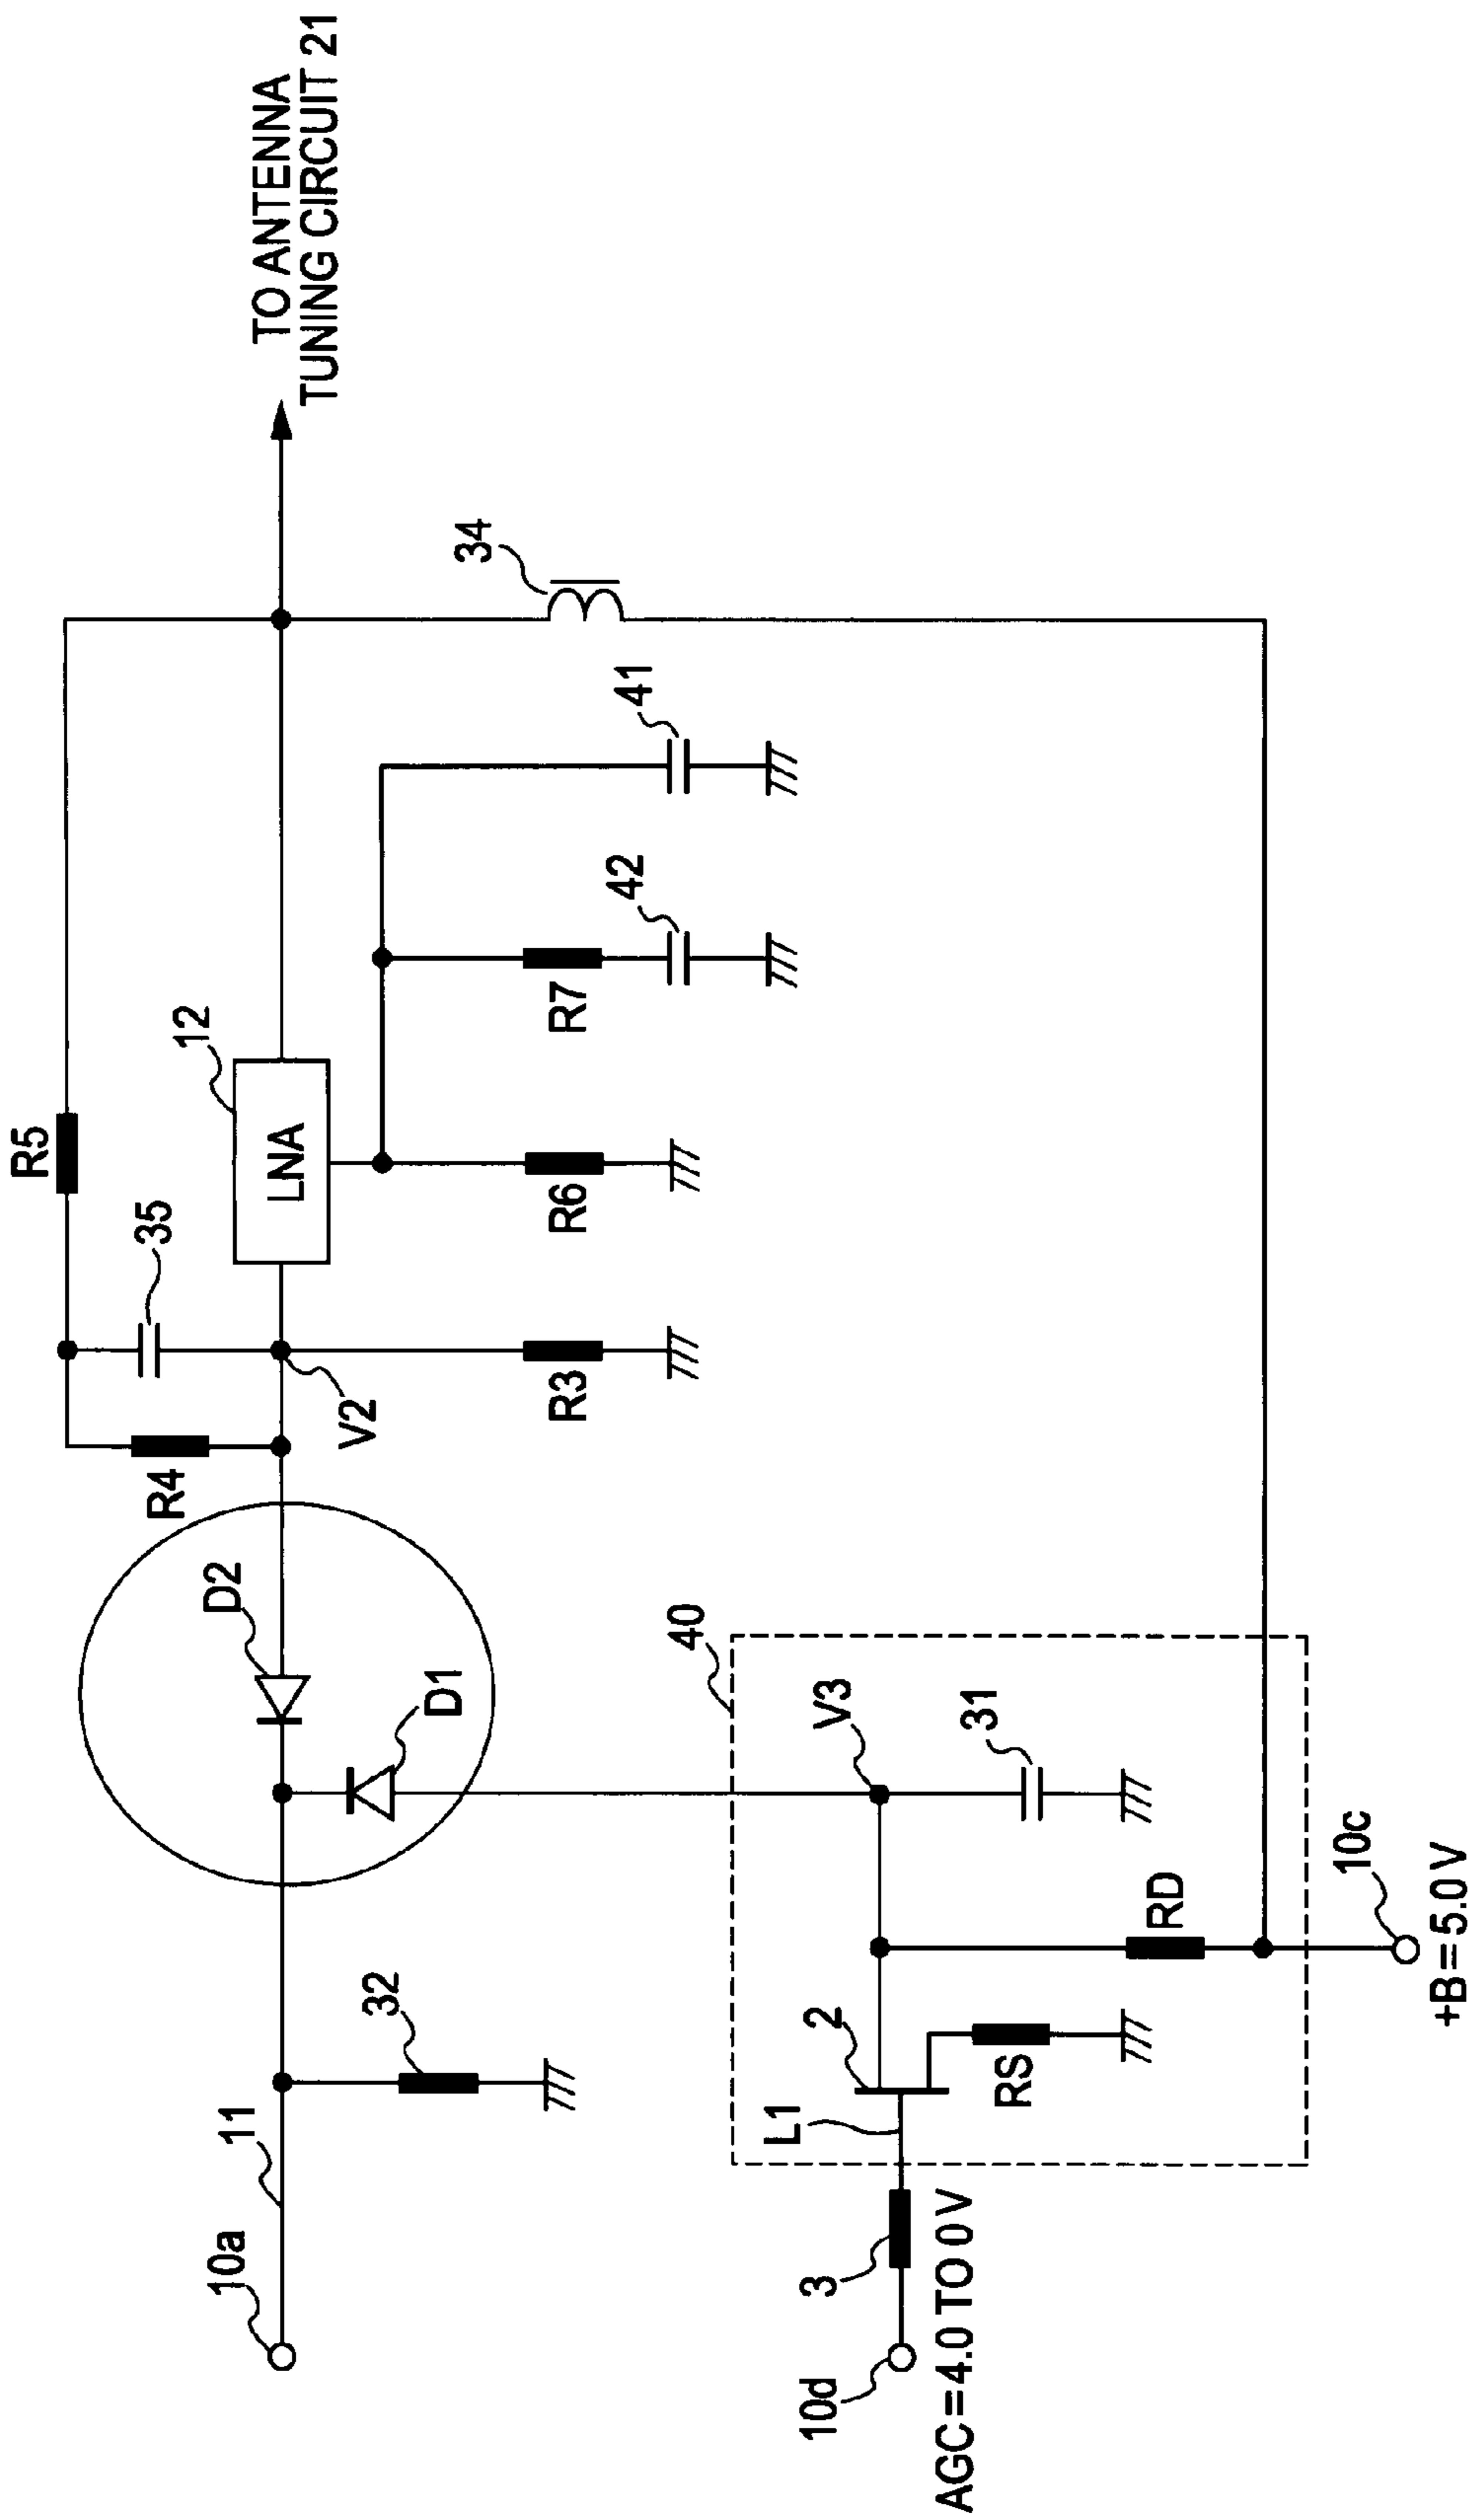 R5
TO ANTENNA
TUNING CIRCUIT 21
35
12
R4
LNA
10a
11
D2
V2
32
D1
R3
R6
R7
42
41
34
40
10d
3
L1
2
V3
31
AGC=4.0 TO 0 V
RS
RD
10c
+B=5.0 V